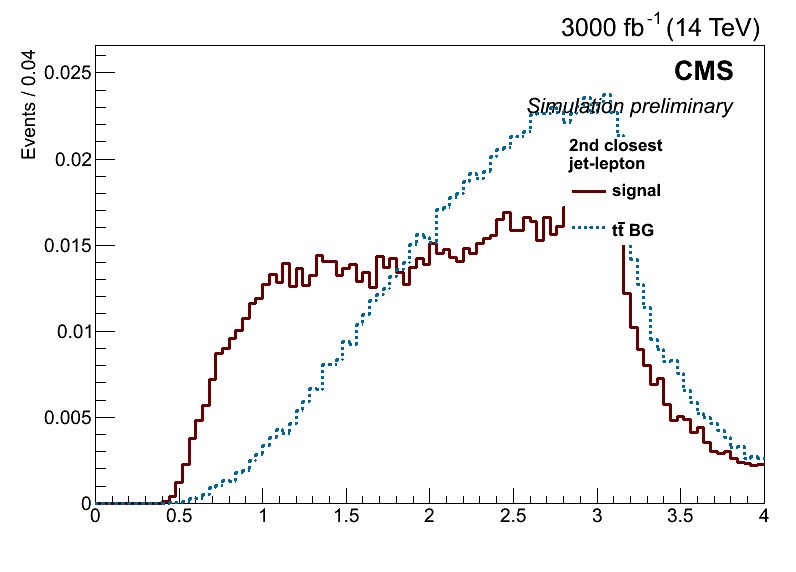 3000 fb-1 (14 TeV)
Events / 0.04
CMS
Simulation preliminary
2nd closest
jet-lepton
signal
tt̄ BG
0.025
0.02
0.015
0.01
0.005
0
0 0.5 1 1.5 2 2.5 3 3.5 4